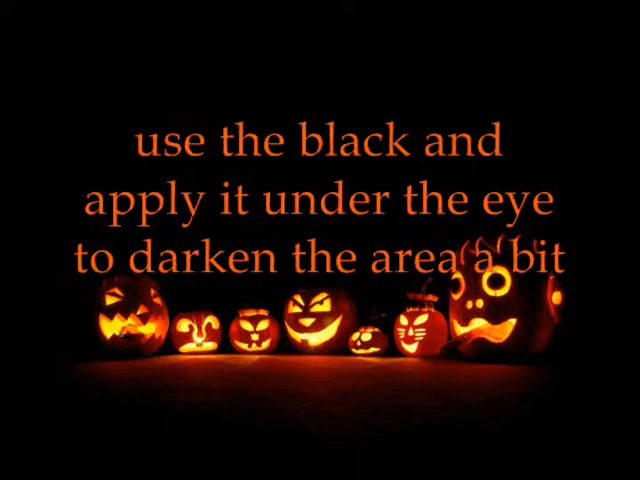 use the black and
apply it under the eye
to darken the area a bit